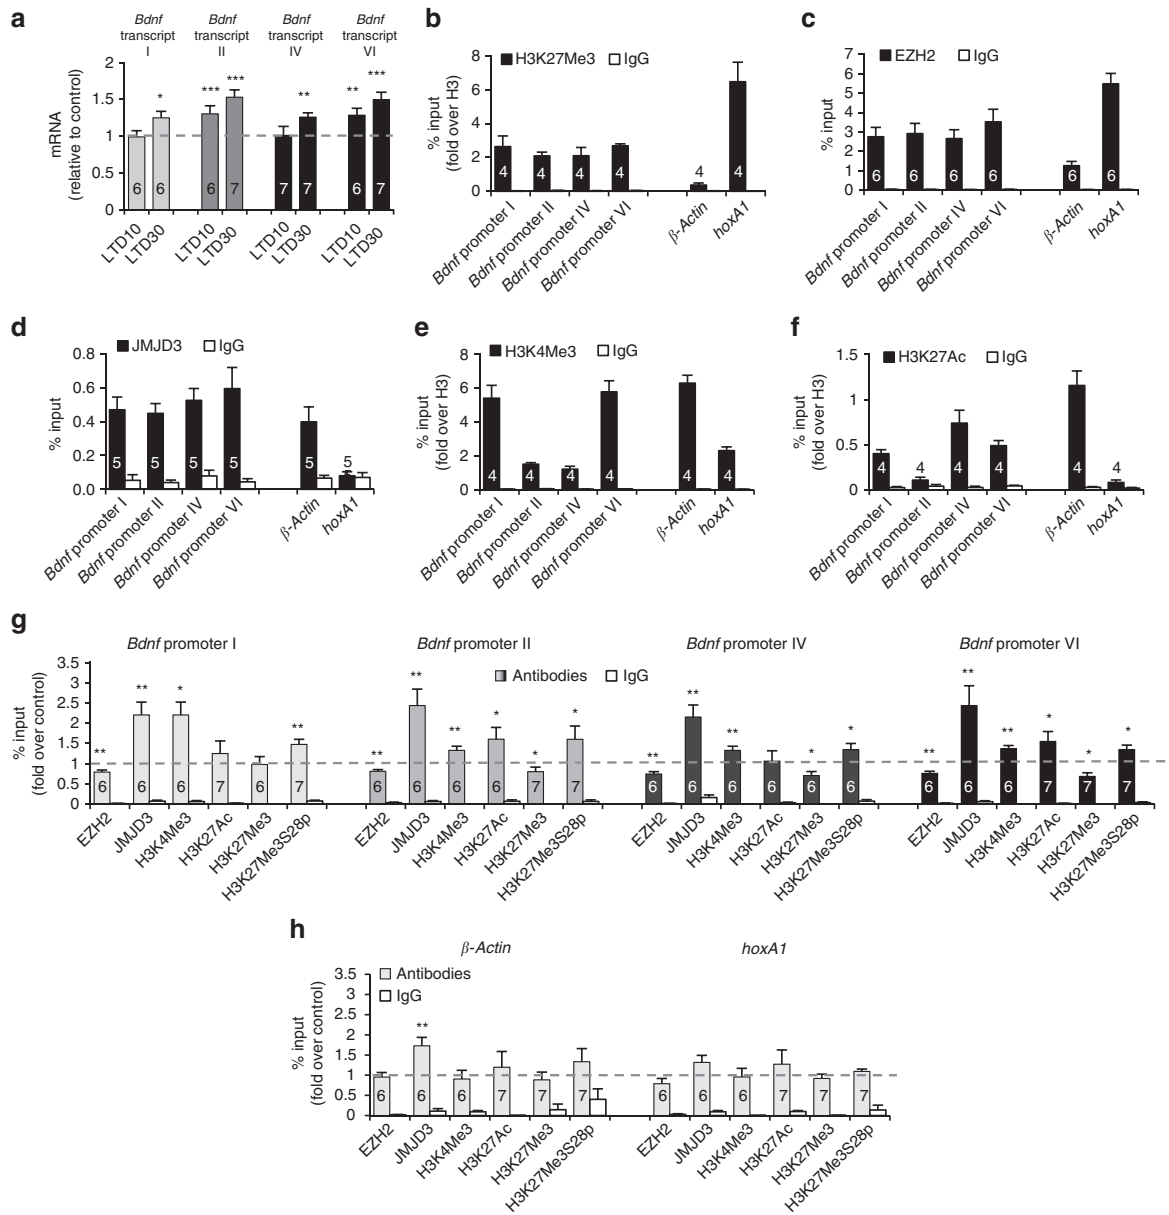 a
Bdnf transcript I
Bdnf transcript II
Bdnf transcript IV
Bdnf transcript VI
mRNA
(relative to control)
2
1.5
1
0.5
0
*
***
***
**
**
***
6
6
6
7
7
7
6
7
LTD10
LTD30
LTD10
LTD30
LTD10
LTD30
LTD10
LTD30
b
H3K27Me3
IgG
% input
(fold over H3)
8
6
4
2
0
4
4
4
4
4
4
Bdnf promoter I
Bdnf promoter II
Bdnf promoter IV
Bdnf promoter VI
β-Actin
hoxA1
c
EZH2
IgG
% input
7
6
5
4
3
2
1
0
6
6
6
6
6
6
Bdnf promoter I
Bdnf promoter II
Bdnf promoter IV
Bdnf promoter VI
β-Actin
hoxA1
d
JMJD3
IgG
% input
0.8
0.6
0.4
0.2
0.0
5
5
5
5
5
5
Bdnf promoter I
Bdnf promoter II
Bdnf promoter IV
Bdnf promoter VI
β-Actin
hoxA1
e
H3K4Me3
IgG
% input
(fold over H3)
8
6
4
2
0
4
4
4
4
4
4
Bdnf promoter I
Bdnf promoter II
Bdnf promoter IV
Bdnf promoter VI
β-Actin
hoxA1
f
H3K27Ac
IgG
% input
(fold over H3)
1.5
1
0.5
0
4
4
4
4
4
4
Bdnf promoter I
Bdnf promoter II
Bdnf promoter IV
Bdnf promoter VI
β-Actin
hoxA1
g
Bdnf promoter I
Bdnf promoter II
Bdnf promoter IV
Bdnf promoter VI
Antibodies
IgG
% input
(fold over control)
3.5
3
2.5
2
1.5
1
0.5
0
**
**
*
**
**
**
**
*
*
*
**
**
**
*
*
**
**
**
*
*
*
6
6
6
7
6
7
6
6
6
6
7
7
6
6
6
6
6
6
6
6
6
7
7
7
EZH2
JMJD3
H3K4Me3
H3K27Ac
H3K27Me3
H3K27Me3S28p
EZH2
JMJD3
H3K4Me3
H3K27Ac
H3K27Me3
H3K27Me3S28p
EZH2
JMJD3
H3K4Me3
H3K27Ac
H3K27Me3
H3K27Me3S28p
EZH2
JMJD3
H3K4Me3
H3K27Ac
H3K27Me3
H3K27Me3S28p
h
β-Actin
hoxA1
Antibodies
IgG
% input
(fold over control)
3.5
3
2.5
2
1.5
1
0.5
0
**
6
6
6
7
7
7
6
6
6
7
7
7
EZH2
JMJD3
H3K4Me3
H3K27Ac
H3K27Me3
H3K27Me3S28p
EZH2
JMJD3
H3K4Me3
H3K27Ac
H3K27Me3
H3K27Me3S28p